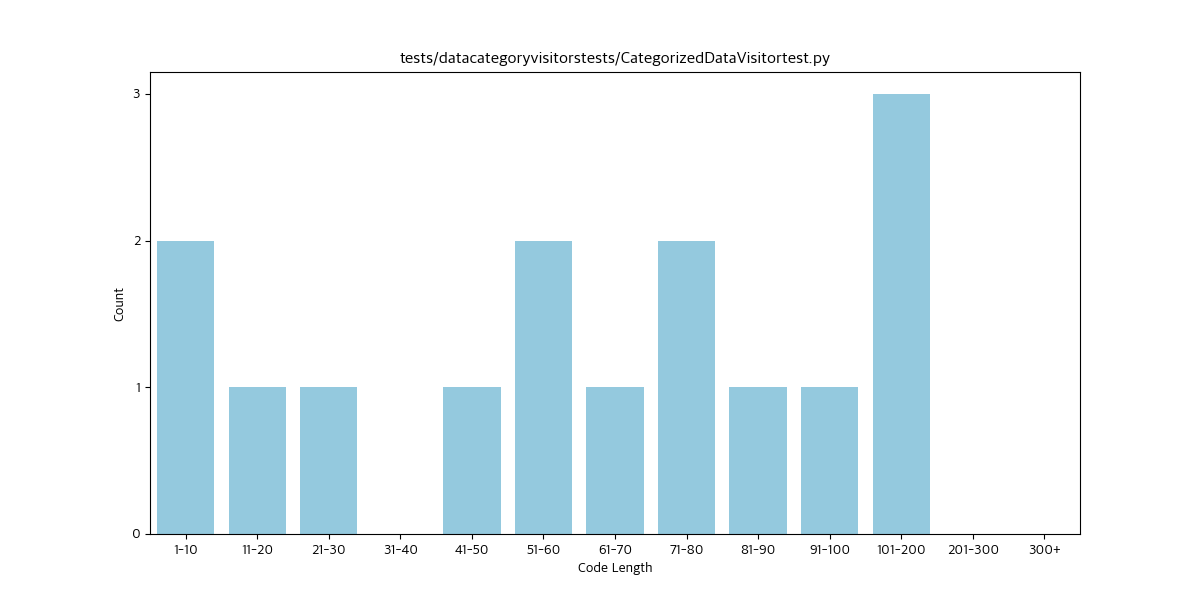 tests/datacategoryvisitorstests/CategorizedDataVisitortest.py
3
2
1
0
Count
1-10 11-20 21-30 31-40 41-50 51-60 61-70 71-80 81-90 91-100 101-200 201-300 300+
Code Length